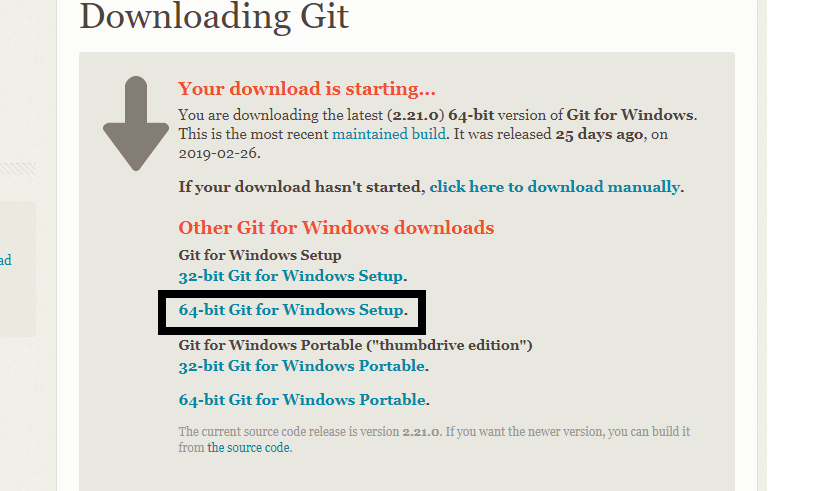 Downloading Git
Your download is starting...
You are downloading the latest (2.21.0) 64-bit version of Git for Windows.
This is the most recent maintained build. It was released 25 days ago, on
2019-02-26.
If your download hasn't started, click here to download manually.
Other Git for Windows downloads
Git for Windows Setup
32-bit Git for Windows Setup.
ad
64-bit Git for Windows Setup.
Git for Windows Portable ("thumbdrive edition")
32-bit Git for Windows Portable.
64-bit Git for Windows Portable.
The current source code release is version 2.21.0. If you want the newer version, you can build it
from the source code.